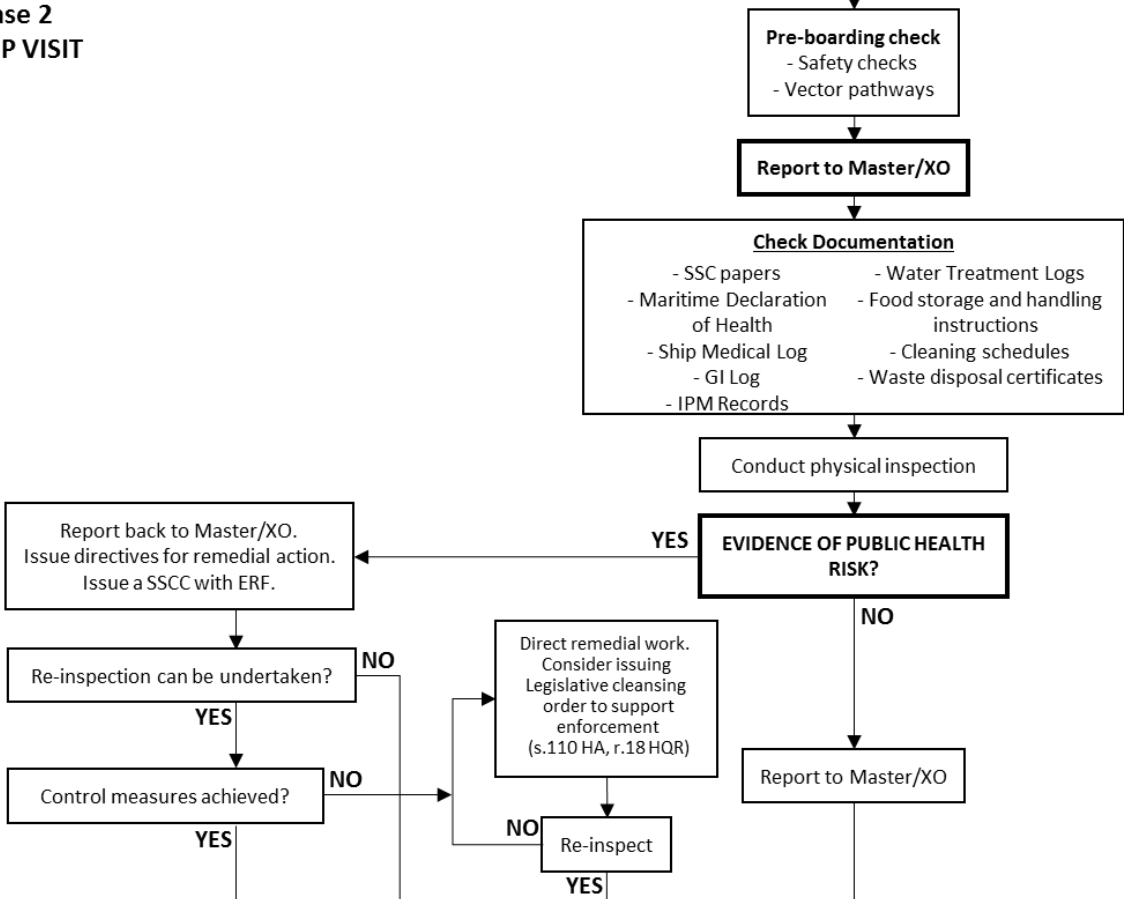 ase 2
P VISIT
Pre-boarding check
- Safety checks
- Vector pathways
Report to Master/XO
Check Documentation
- SSC papers
- Maritime Declaration
of Health
- Ship Medical Log
- GI Log
- IPM Records
- Water Treatment Logs
- Food storage and handling
instructions
- Cleaning schedules
- Waste disposal certificates
Conduct physical inspection
EVIDENCE OF PUBLIC HEALTH
RISK?
YES
NO
Report back to Master/XO.
Issue directives for remedial action.
Issue a SSCC with ERF.
Re-inspection can be undertaken?
NO
YES
Control measures achieved?
NO
YES
Direct remedial work.
Consider issuing
Legislative cleansing
order to support
enforcement
(s.110 HA, r.18 HQR)
Re-inspect
NO
YES
Report to Master/XO